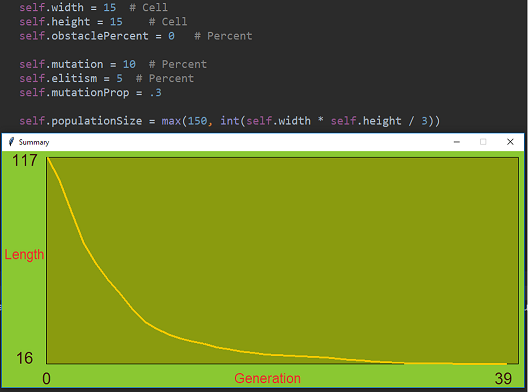 self.width = 15  # Cell
self.height = 15    # Cell
self.obstaclePercent = 0   # Percent
self.mutation = 10  # Percent
self.elitism = 5  # Percent
self.mutationProp = .3
self.populationSize = max(150, int(self.width * self.height / 3))
Summary
117
Length
16
0
Generation
39